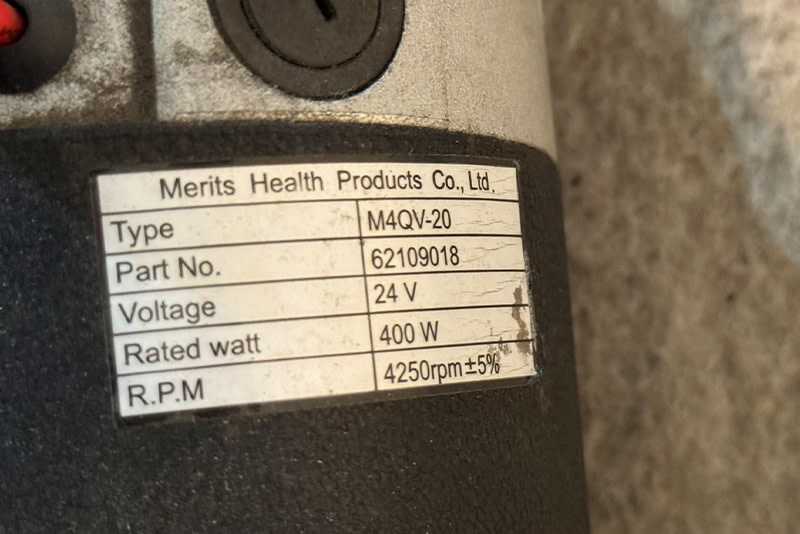 Merits Health Products Co., Ltd.
Type M4QV-20
Part No. 62109018
Voltage 24 V
Rated watt 400 W
R.P.M 4250rpm±5%